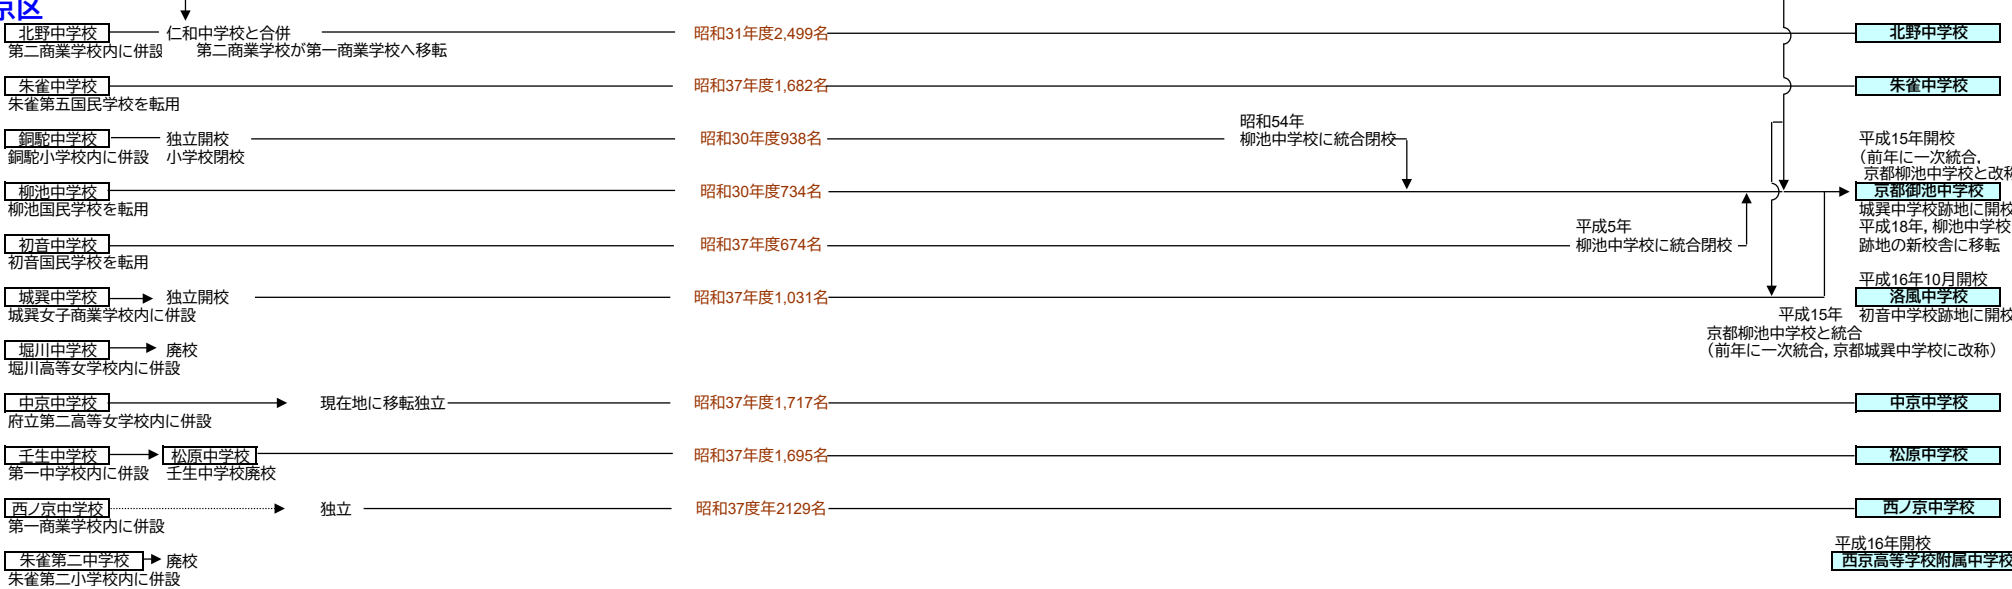 京区
北野中学校 仁和中学校と合併 昭和31年度2,499名 北野中学校
第二商業学校内に併設 第二商業学校が第一商業学校へ移転
朱雀中学校 昭和37年度1,682名 朱雀中学校
朱雀第五国民学校を転用
昭和54年
銅駝中学校 独立開校 昭和30年度938名 柳池中学校に統合閉校 平成15年開校
銅駝小学校内に併設 小学校閉校 (前年に一次統合,
京都柳池中学校と改称
柳池中学校 昭和30年度734名 京都御池中学校
柳池国民学校を転用 城巽中学校跡地に開校
平成5年 平成18年, 柳池中学校
初音中学校 昭和37年度674名 柳池中学校に統合閉校 跡地の新校舎に移転
初音国民学校を転用
平成16年10月開校
城巽中学校 独立開校 昭和37年度1,031名 洛風中学校
城巽女子商業学校内に併設 平成15年 初音中学校跡地に開校
京都柳池中学校と統合
堀川中学校 廃校 (前年に一次統合, 京都城巽中学校に改称)
堀川高等女学校内に併設
中京中学校 現在地に移転独立 昭和37年度1,717名 中京中学校
府立第二高等女学校内に併設
壬生中学校 松原中学校 昭和37年度1,695名 松原中学校
第一中学校内に併設 壬生中学校廃校
西ノ京中学校 独立 昭和37度年2129名 西ノ京中学校
第一商業学校内に併設
平成16年開校
朱雀第二中学校 廃校 西京高等学校附属中学校
朱雀第二小学校内に併設